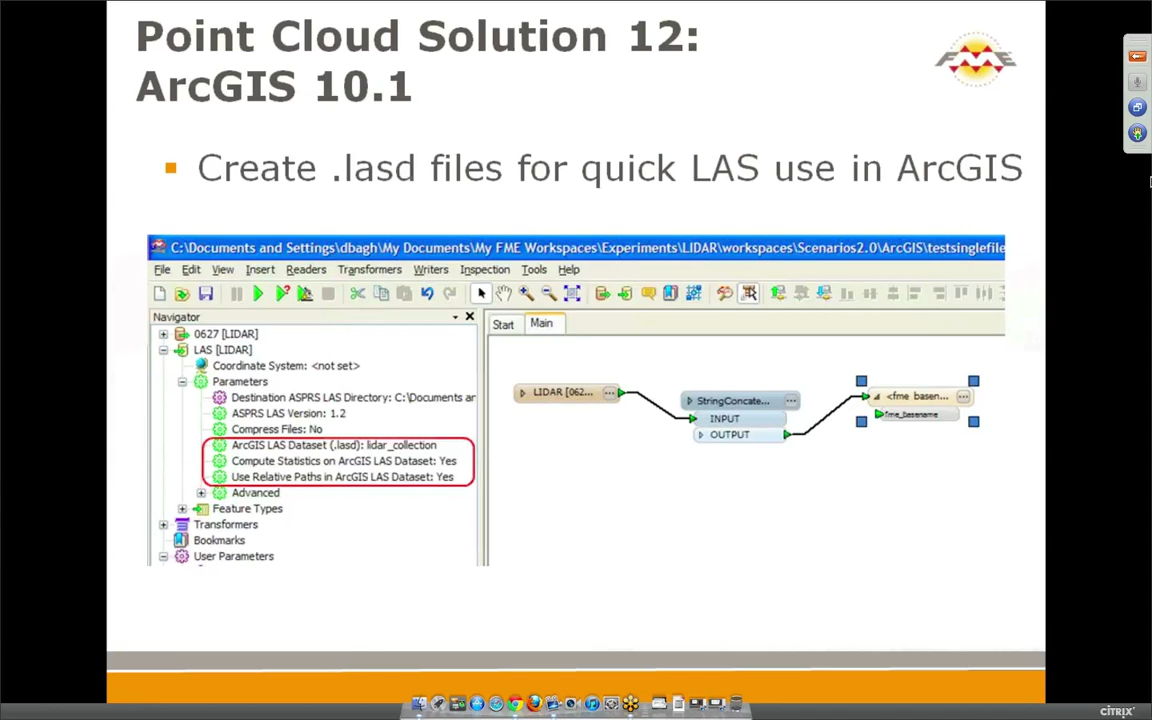 Point Cloud Solution 12:
ArcGIS 10.1
FME
Create .lasd files for quick LAS use in ArcGIS
C:\Documents and Settings\dbagh\My Documents\My FME Workspaces\Experiments\LIDAR\workspaces\Scenarios2.0\ArcGIS\testsinglefile
File Edit View Insert Readers Transformers Writers Inspection Tools Help
Navigator
Start Main
0627 [LIDAR]
LAS [LIDAR]
Coordinate System: <not set>
Parameters
Destination ASPRS LAS Directory: C:\Documents ar
ASPRS LAS Version: 1.2
Compress Files: No
ArcGIS LAS Dataset (.lasd): lidar_collection
Compute Statistics on ArcGIS LAS Dataset: Yes
Use Relative Paths in ArcGIS LAS Dataset: Yes
Advanced
Feature Types
Transformers
Bookmarks
User Parameters
LIDAR [062...
StringConcate...
INPUT
OUTPUT
<fme basen...
fme_basename
CITRIX